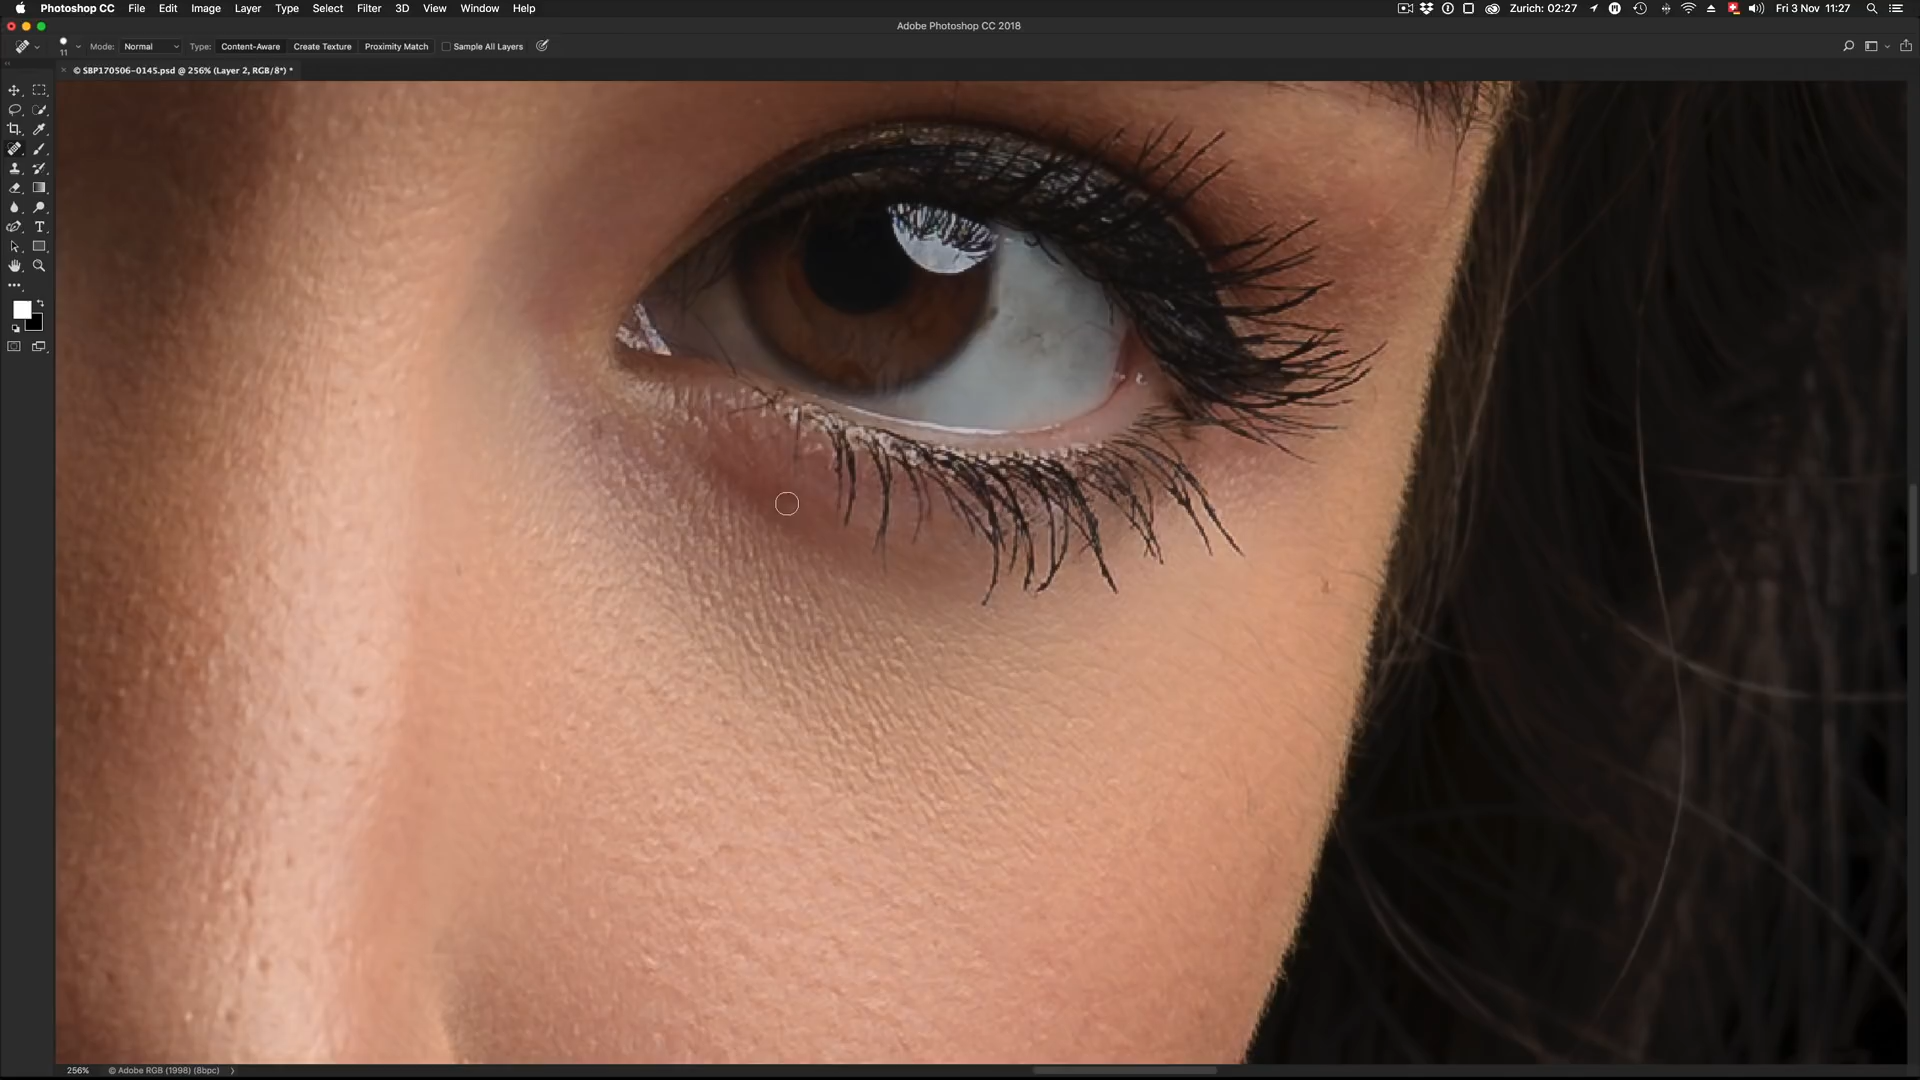 Photoshop CC File Edit Image Layer Type Select Filter 3D View Window Help Zurich: 02:27 Fri 3 Nov 11:27
Adobe Photoshop CC 2018
11 Mode: Normal Type: Content-Aware Create Texture Proximity Match Sample All Layers
© SBP170506-0145.psd @ 256% (Layer 2, RGB/8*) *
T
256% © Adobe RGB (1998) (8bpc)